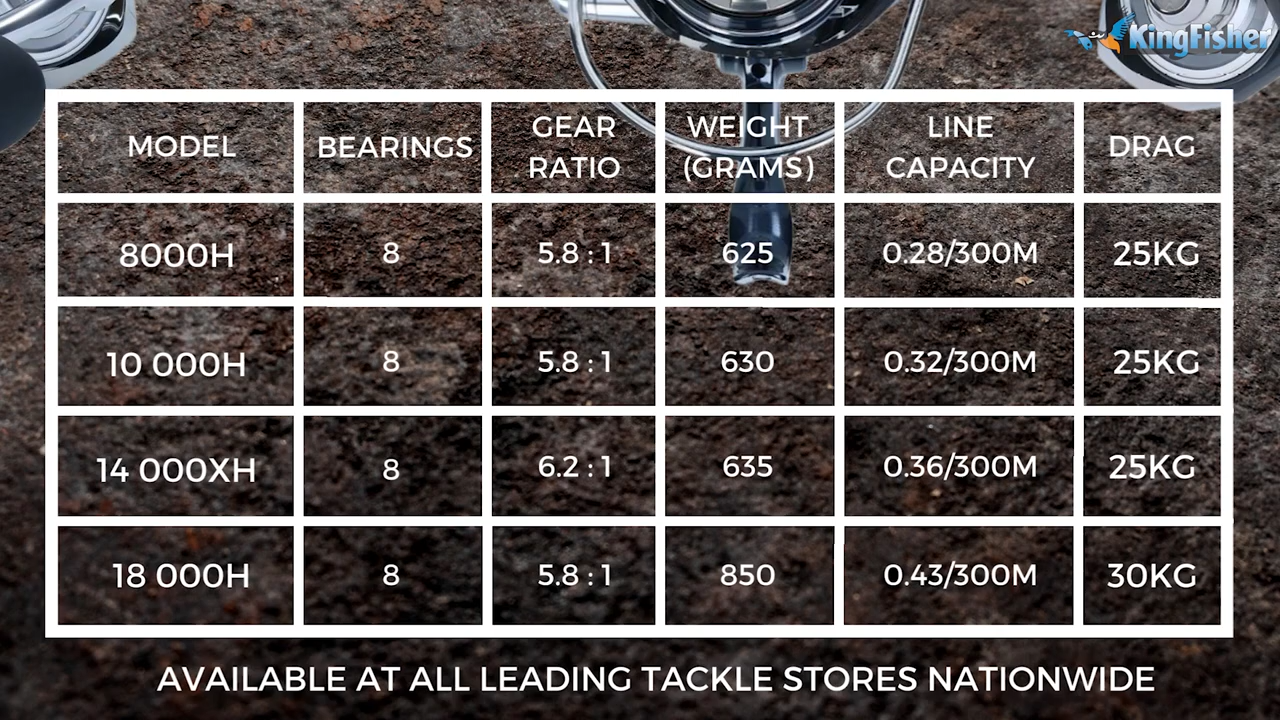 KingFisher
MODEL BEARINGS GEAR RATIO WEIGHT (GRAMS) LINE CAPACITY DRAG
8000H 8 5.8 : 1 625 0.28/300M 25KG
10 000H 8 5.8 : 1 630 0.32/300M 25KG
14 000XH 8 6.2 : 1 635 0.36/300M 25KG
18 000H 8 5.8 : 1 850 0.43/300M 30KG
AVAILABLE AT ALL LEADING TACKLE STORES NATIONWIDE